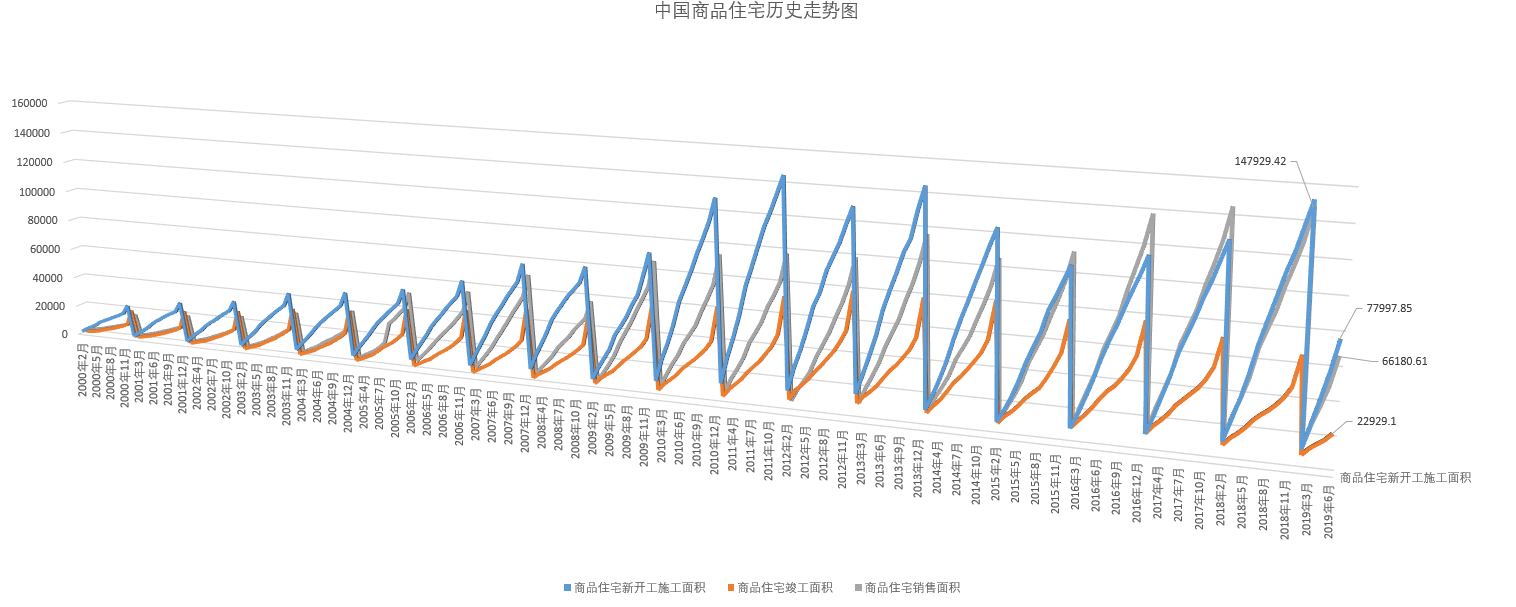 中国商品住宅历史走势图
160000
140000
120000
100000
80000
60000
40000
20000
0
147929.42
77997.85
66180.61
22929.1
商品住宅新开工施工面积
2000年2月
2000年5月
2000年8月
2000年11月
2001年3月
2001年6月
2001年9月
2001年12月
2002年4月
2002年7月
2002年10月
2003年2月
2003年5月
2003年8月
2003年11月
2004年3月
2004年6月
2004年9月
2004年12月
2005年4月
2005年7月
2005年10月
2006年2月
2006年5月
2006年8月
2006年11月
2007年3月
2007年6月
2007年9月
2007年12月
2008年4月
2008年7月
2008年10月
2009年2月
2009年5月
2009年8月
2009年11月
2010年3月
2010年6月
2010年9月
2010年12月
2011年4月
2011年7月
2011年10月
2012年2月
2012年5月
2012年8月
2012年11月
2013年3月
2013年6月
2013年9月
2013年12月
2014年4月
2014年7月
2014年10月
2015年2月
2015年5月
2015年8月
2015年11月
2016年3月
2016年6月
2016年9月
2016年12月
2017年4月
2017年7月
2017年10月
2018年2月
2018年5月
2018年8月
2018年11月
2019年3月
2019年6月
商品住宅新开工施工面积 商品住宅竣工面积 商品住宅销售面积